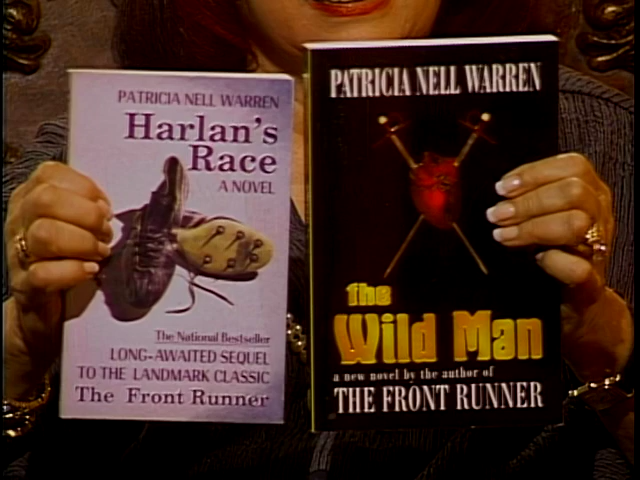 PATRICIA NELL WARREN
Harlan's
Race
A NOVEL
The National Bestseller
LONG-AWAITED SEQUEL
TO THE LANDMARK CLASSIC
The Front Runner
PATRICIA NELL WARREN
The
Wild Man
a new novel by the author of
THE FRONT RUNNER